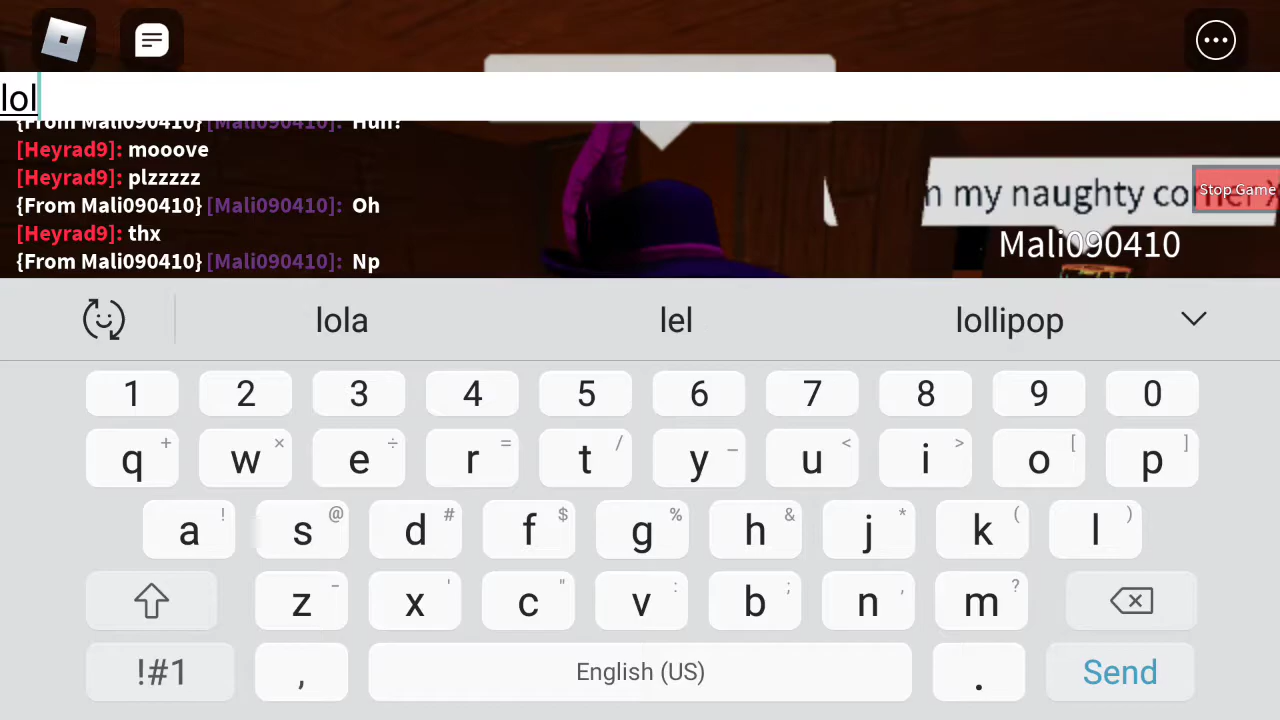 lol
{From Mali090410} [Mali090410]: Huh?
[Heyrad9]: mooove
[Heyrad9]: plzzzzz
{From Mali090410} [Mali090410]: Oh
[Heyrad9]: thx
{From Mali090410} [Mali090410]: Np
my naughty corner
Stop Game
Mali090410
lola lel lollipop
1 2 3 4 5 6 7 8 9 0
q + w × e ÷ r = t / y _ u < i > o [ p ]
a ! s @ d # f $ g % h & j * k ( l )
z - x ' c " v : b ; n , m ?
!#1 , English (US) . Send